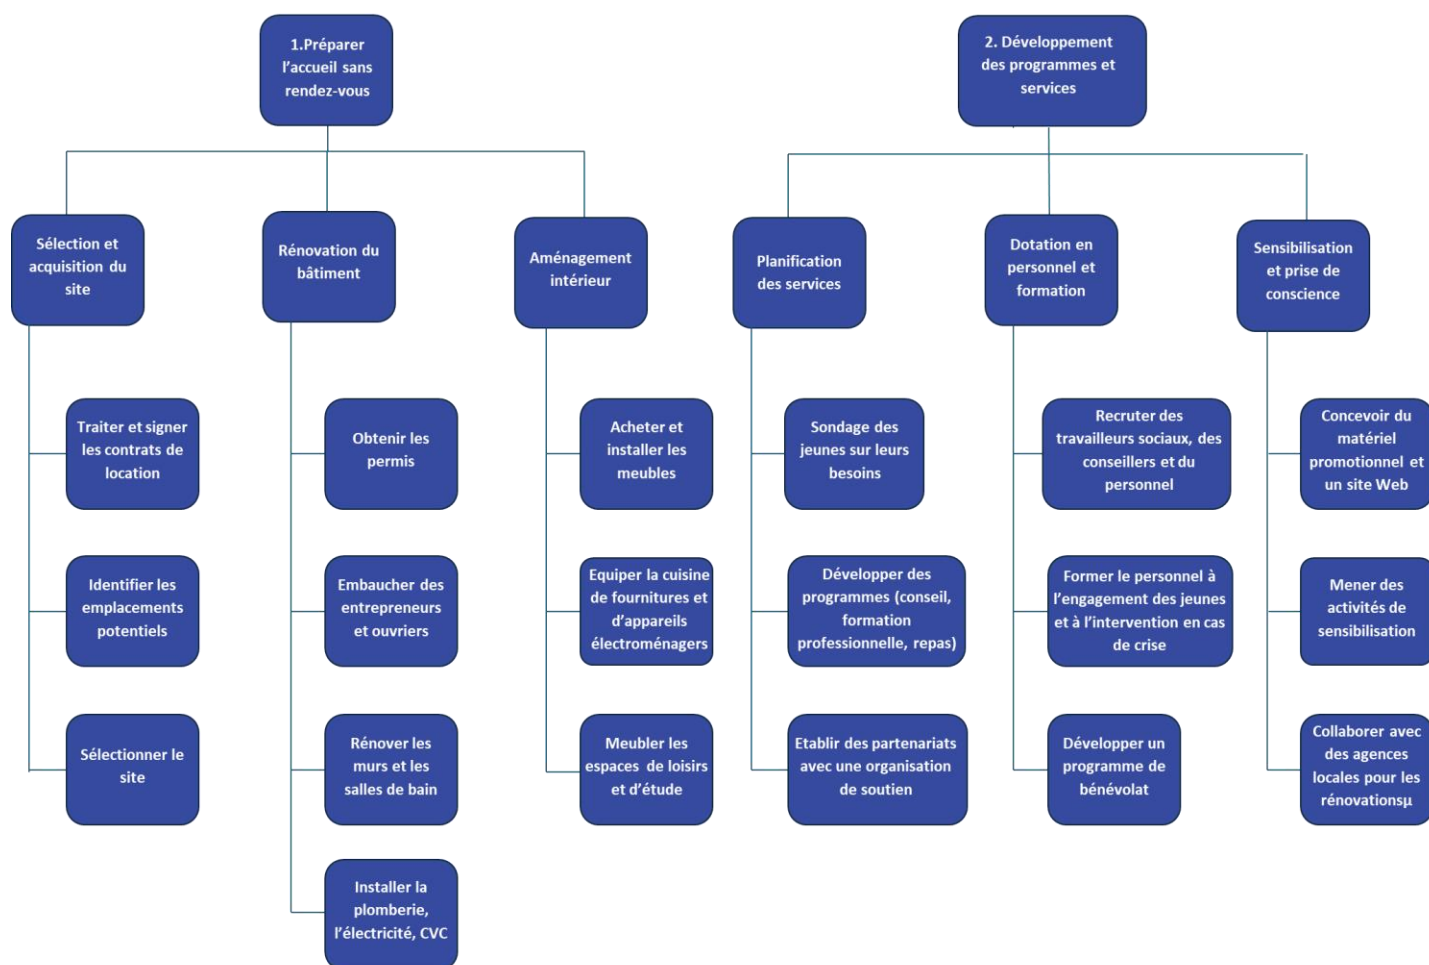 1.Préparer
l'accueil sans
rendez-vous
2. Développement
des programmes et
services
Sélection et
acquisition du
site
Rénovation du
bâtiment
Aménagement
intérieur
Planification
des services
Dotation en
personnel et
formation
Sensibilisation
et prise de
conscience
Traiter et signer
les contrats de
location
Obtenir les
permis
Acheter et
installer les
meubles
Sondage des
jeunes sur leurs
besoins
Recruter des
travailleurs sociaux, des
conseillers et du
personnel
Concevoir du
matériel
promotionnel et
un site Web
Identifier les
emplacements
potentiels
Embaucher des
entrepreneurs
et ouvriers
Equiper la cuisine
de fournitures et
d'appareils
électroménagers
Développer des
programmes (conseil,
formation
professionnelle, repas)
Former le personnel à
l'engagement des jeunes
et à l'intervention en cas
de crise
Mener des
activités de
sensibilisation
Sélectionner le
site
Rénover les
murs et les
salles de bain
Meubler les
espaces de loisirs
et d'étude
Etablir des partenariats
avec une organisation
de soutien
Développer un
programme de
bénévolat
Collaborer avec
des agences
locales pour les
rénovationsµ
Installer la
plomberie,
l'électricité, CVC